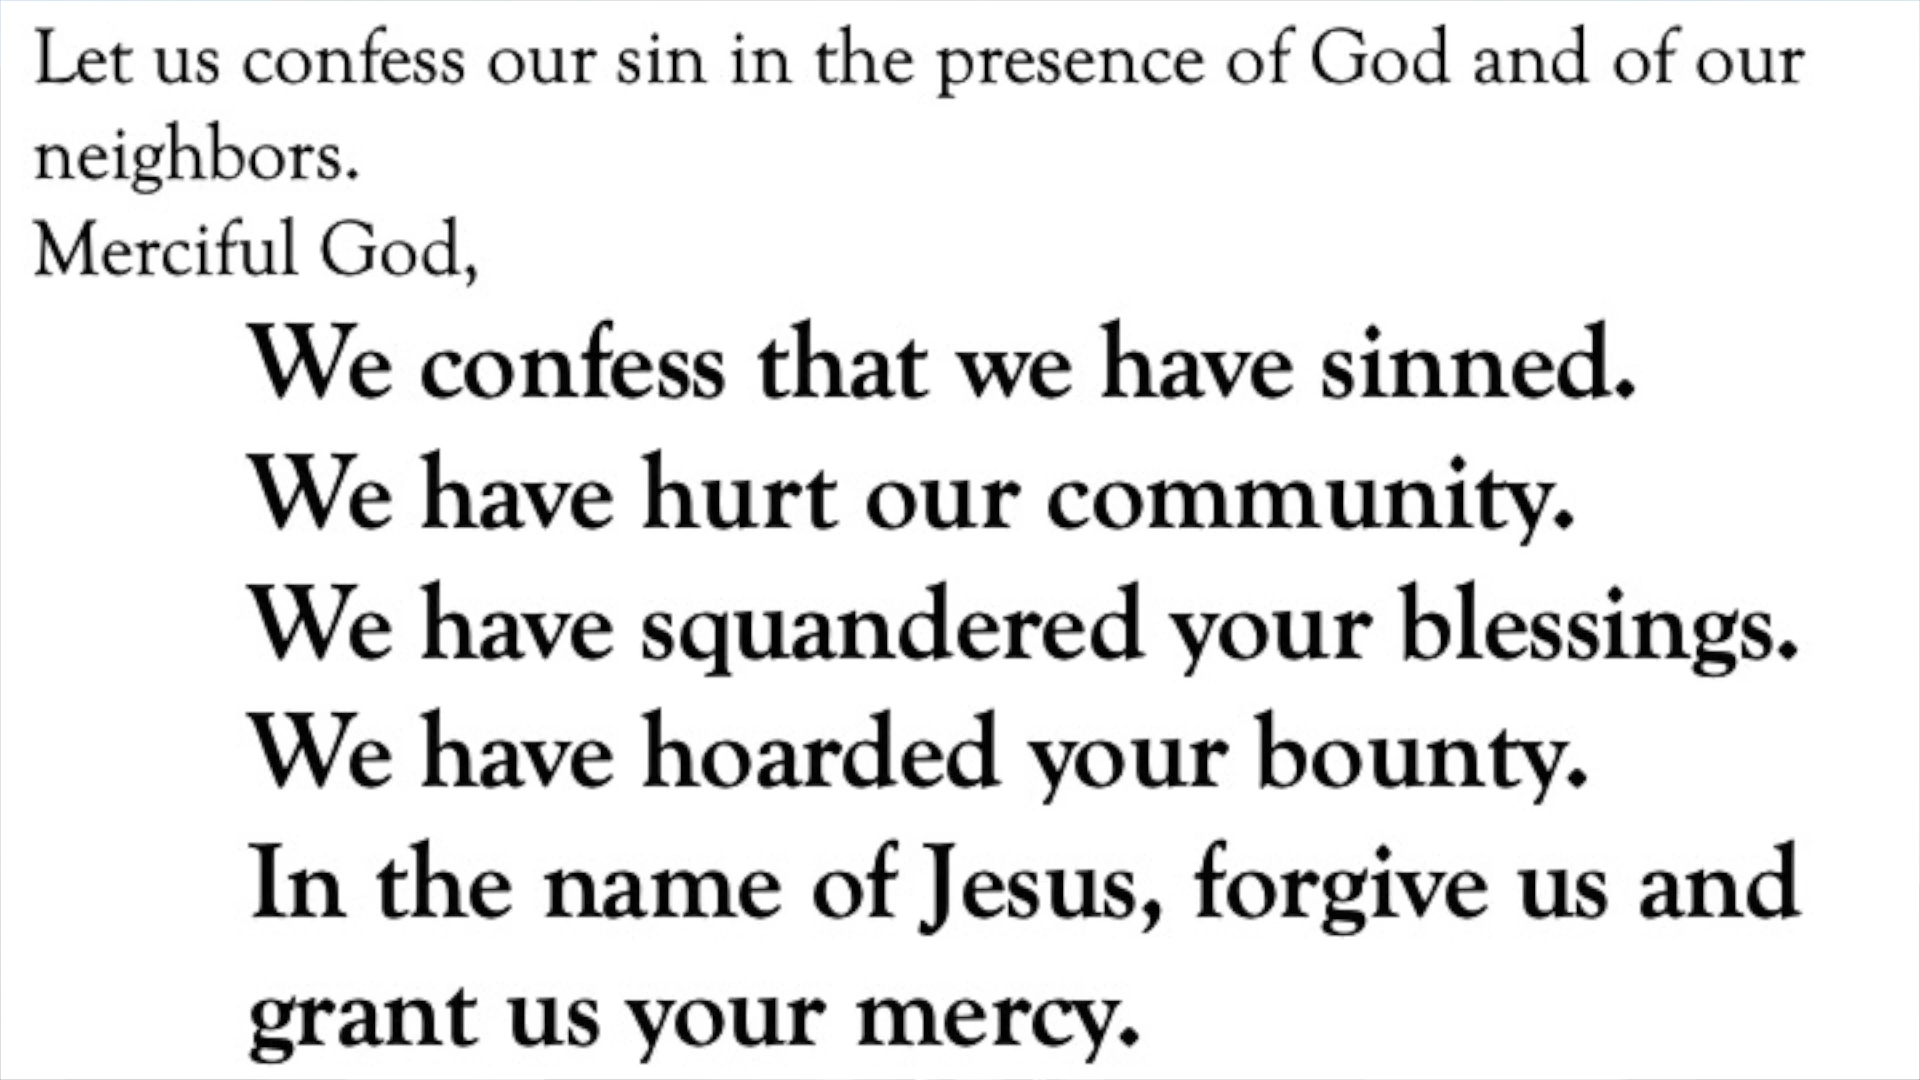 Let us confess our sin in the presence of God and of our
neighbors.
Merciful God,
We confess that we have sinned.
We have hurt our community.
We have squandered your blessings.
We have hoarded your bounty.
In the name of Jesus, forgive us and
grant us your mercy.